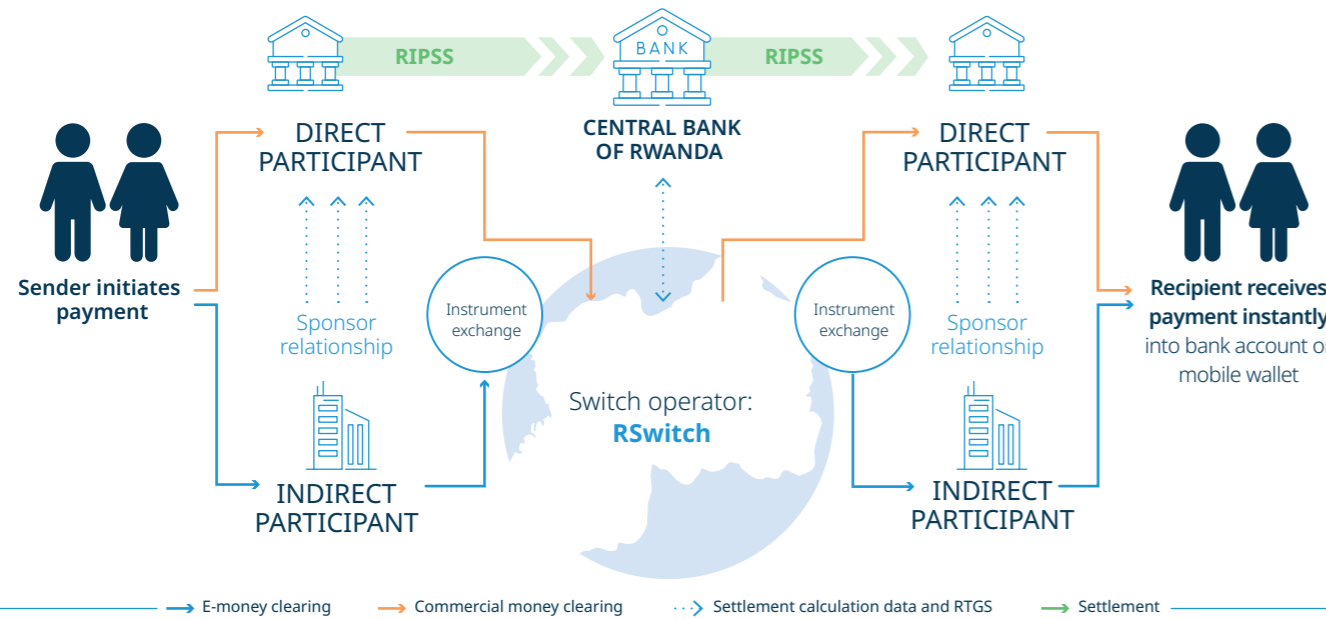 RIPSS
BANK
RIPSS
DIRECT
PARTICIPANT
CENTRAL BANK
OF RWANDA
DIRECT
PARTICIPANT
Sender initiates
payment
Instrument
exchange
Sponsor
relationship
Instrument
exchange
Sponsor
relationship
Recipient receives
payment instantly
into bank account
mobile wallet
Switch operator:
RSwitch
INDIRECT
PARTICIPANT
INDIRECT
PARTICIPANT
E-money clearing
Commercial money clearing
Settlement calculation data and RTGS
Settlement